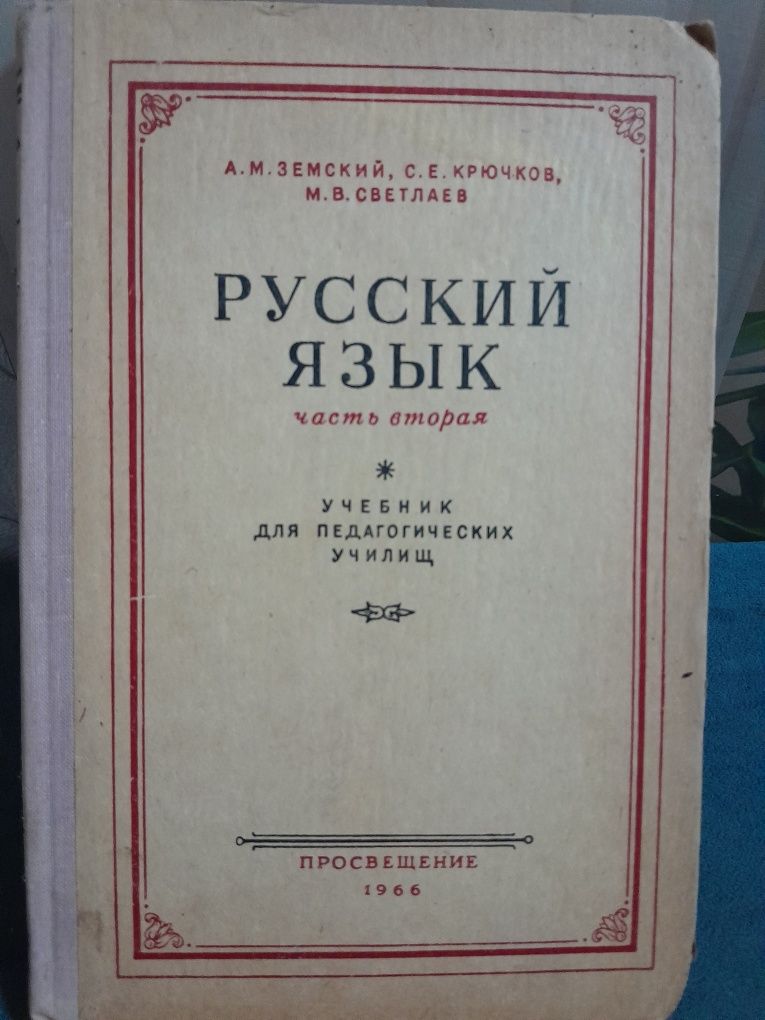 А. М. ЗЕМСКИЙ, С. Е. КРЮЧКОВ,
М. В. СВЕТЛАЕВ
РУССКИЙ
ЯЗЫК
часть вторая
УЧЕБНИК
ДЛЯ ПЕДАГОГИЧЕСКИХ
УЧИЛИЩ
ПРОСВЕЩЕНИЕ
1966